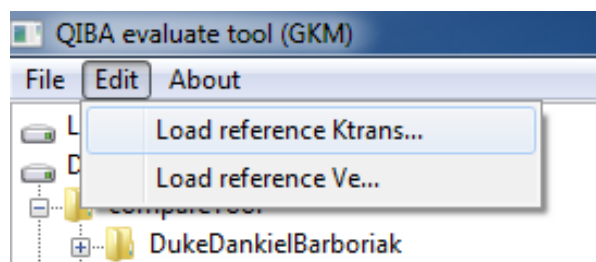 QIBA evaluate tool (GKM)
File Edit About
Load reference Ktrans...
Load reference Ve...
DukeDankielBarboriak